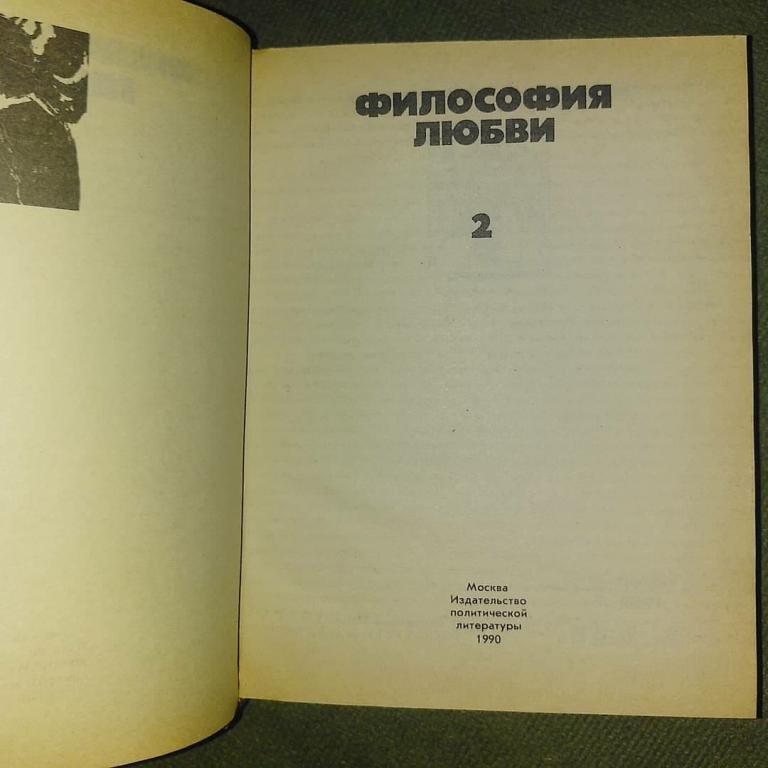 ФИЛОСОФИЯ
ЛЮБВИ
2
Москва
Издательство
политической
литературы
1990